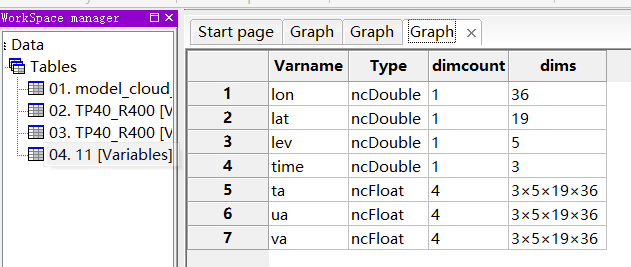 WorkSpace manager
Data
Tables
01. model_cloud_
02. TP40_R400 [V
03. TP40_R400 [V
04. 11 [Variables]
Start page Graph Graph Graph Graph ×
Varname Type dimcount dims
1 lon ncDouble 1 36
2 lat ncDouble 1 19
3 lev ncDouble 1 5
4 time ncDouble 1 3
5 ta ncFloat 4 3×5×19×36
6 ua ncFloat 4 3×5×19×36
7 va ncFloat 4 3×5×19×36